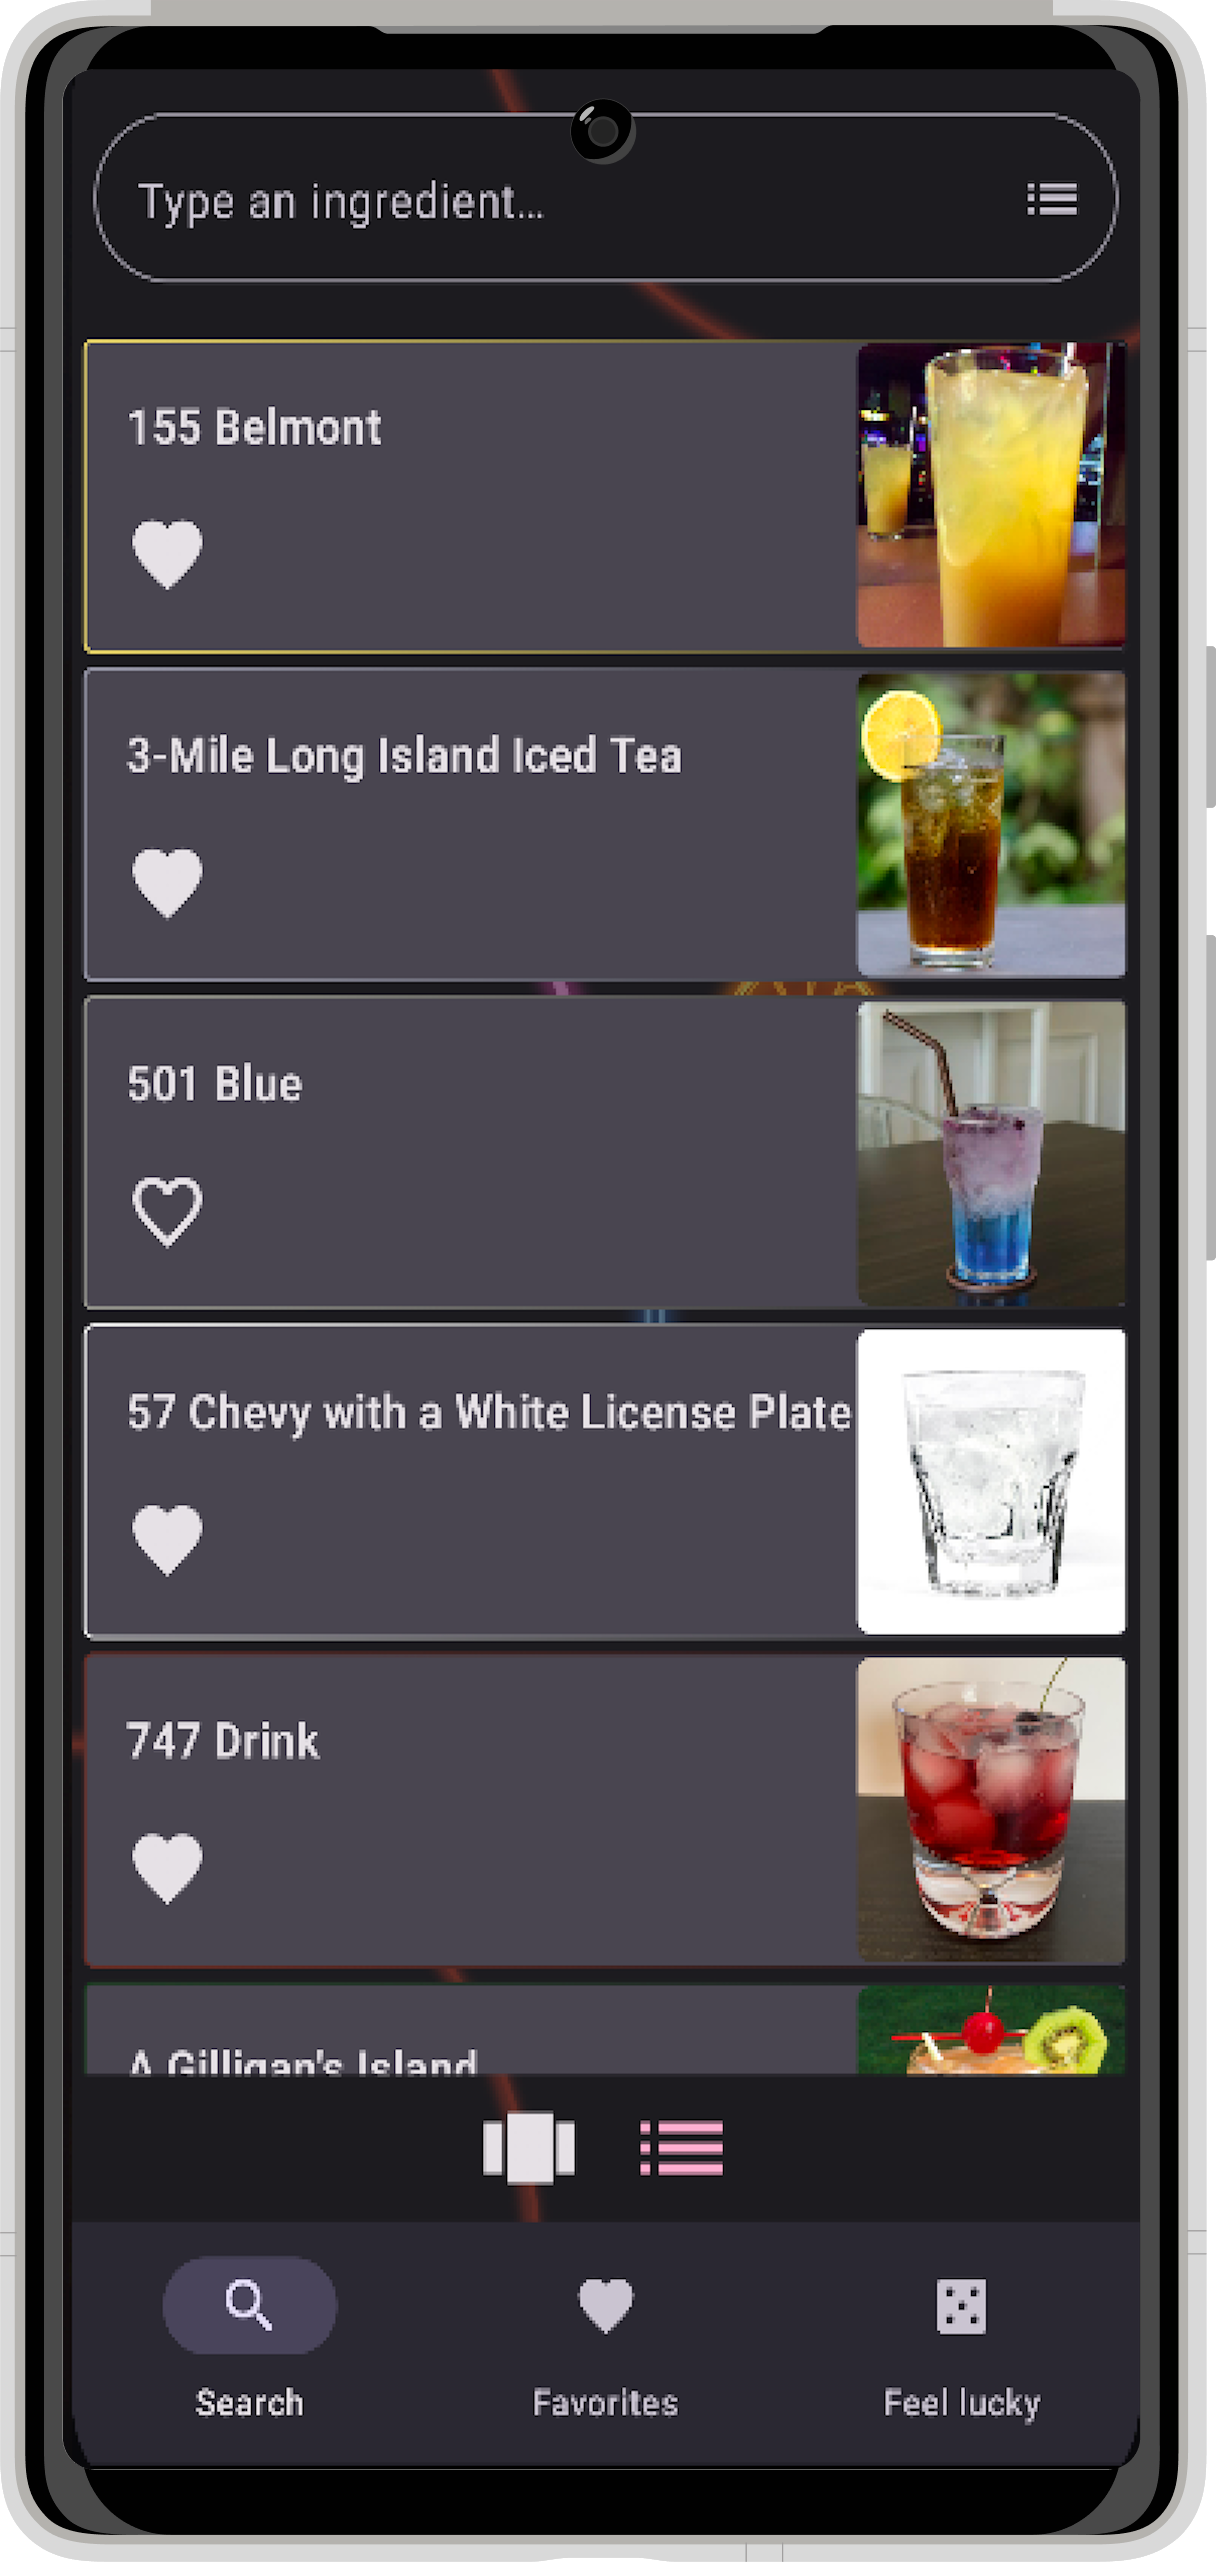 Type an ingredient...
155 Belmont
3-Mile Long Island Iced Tea
501 Blue
57 Chevy with a White License Plate
747 Drink
A Gilligan's Island
Search
Favorites
Feel lucky